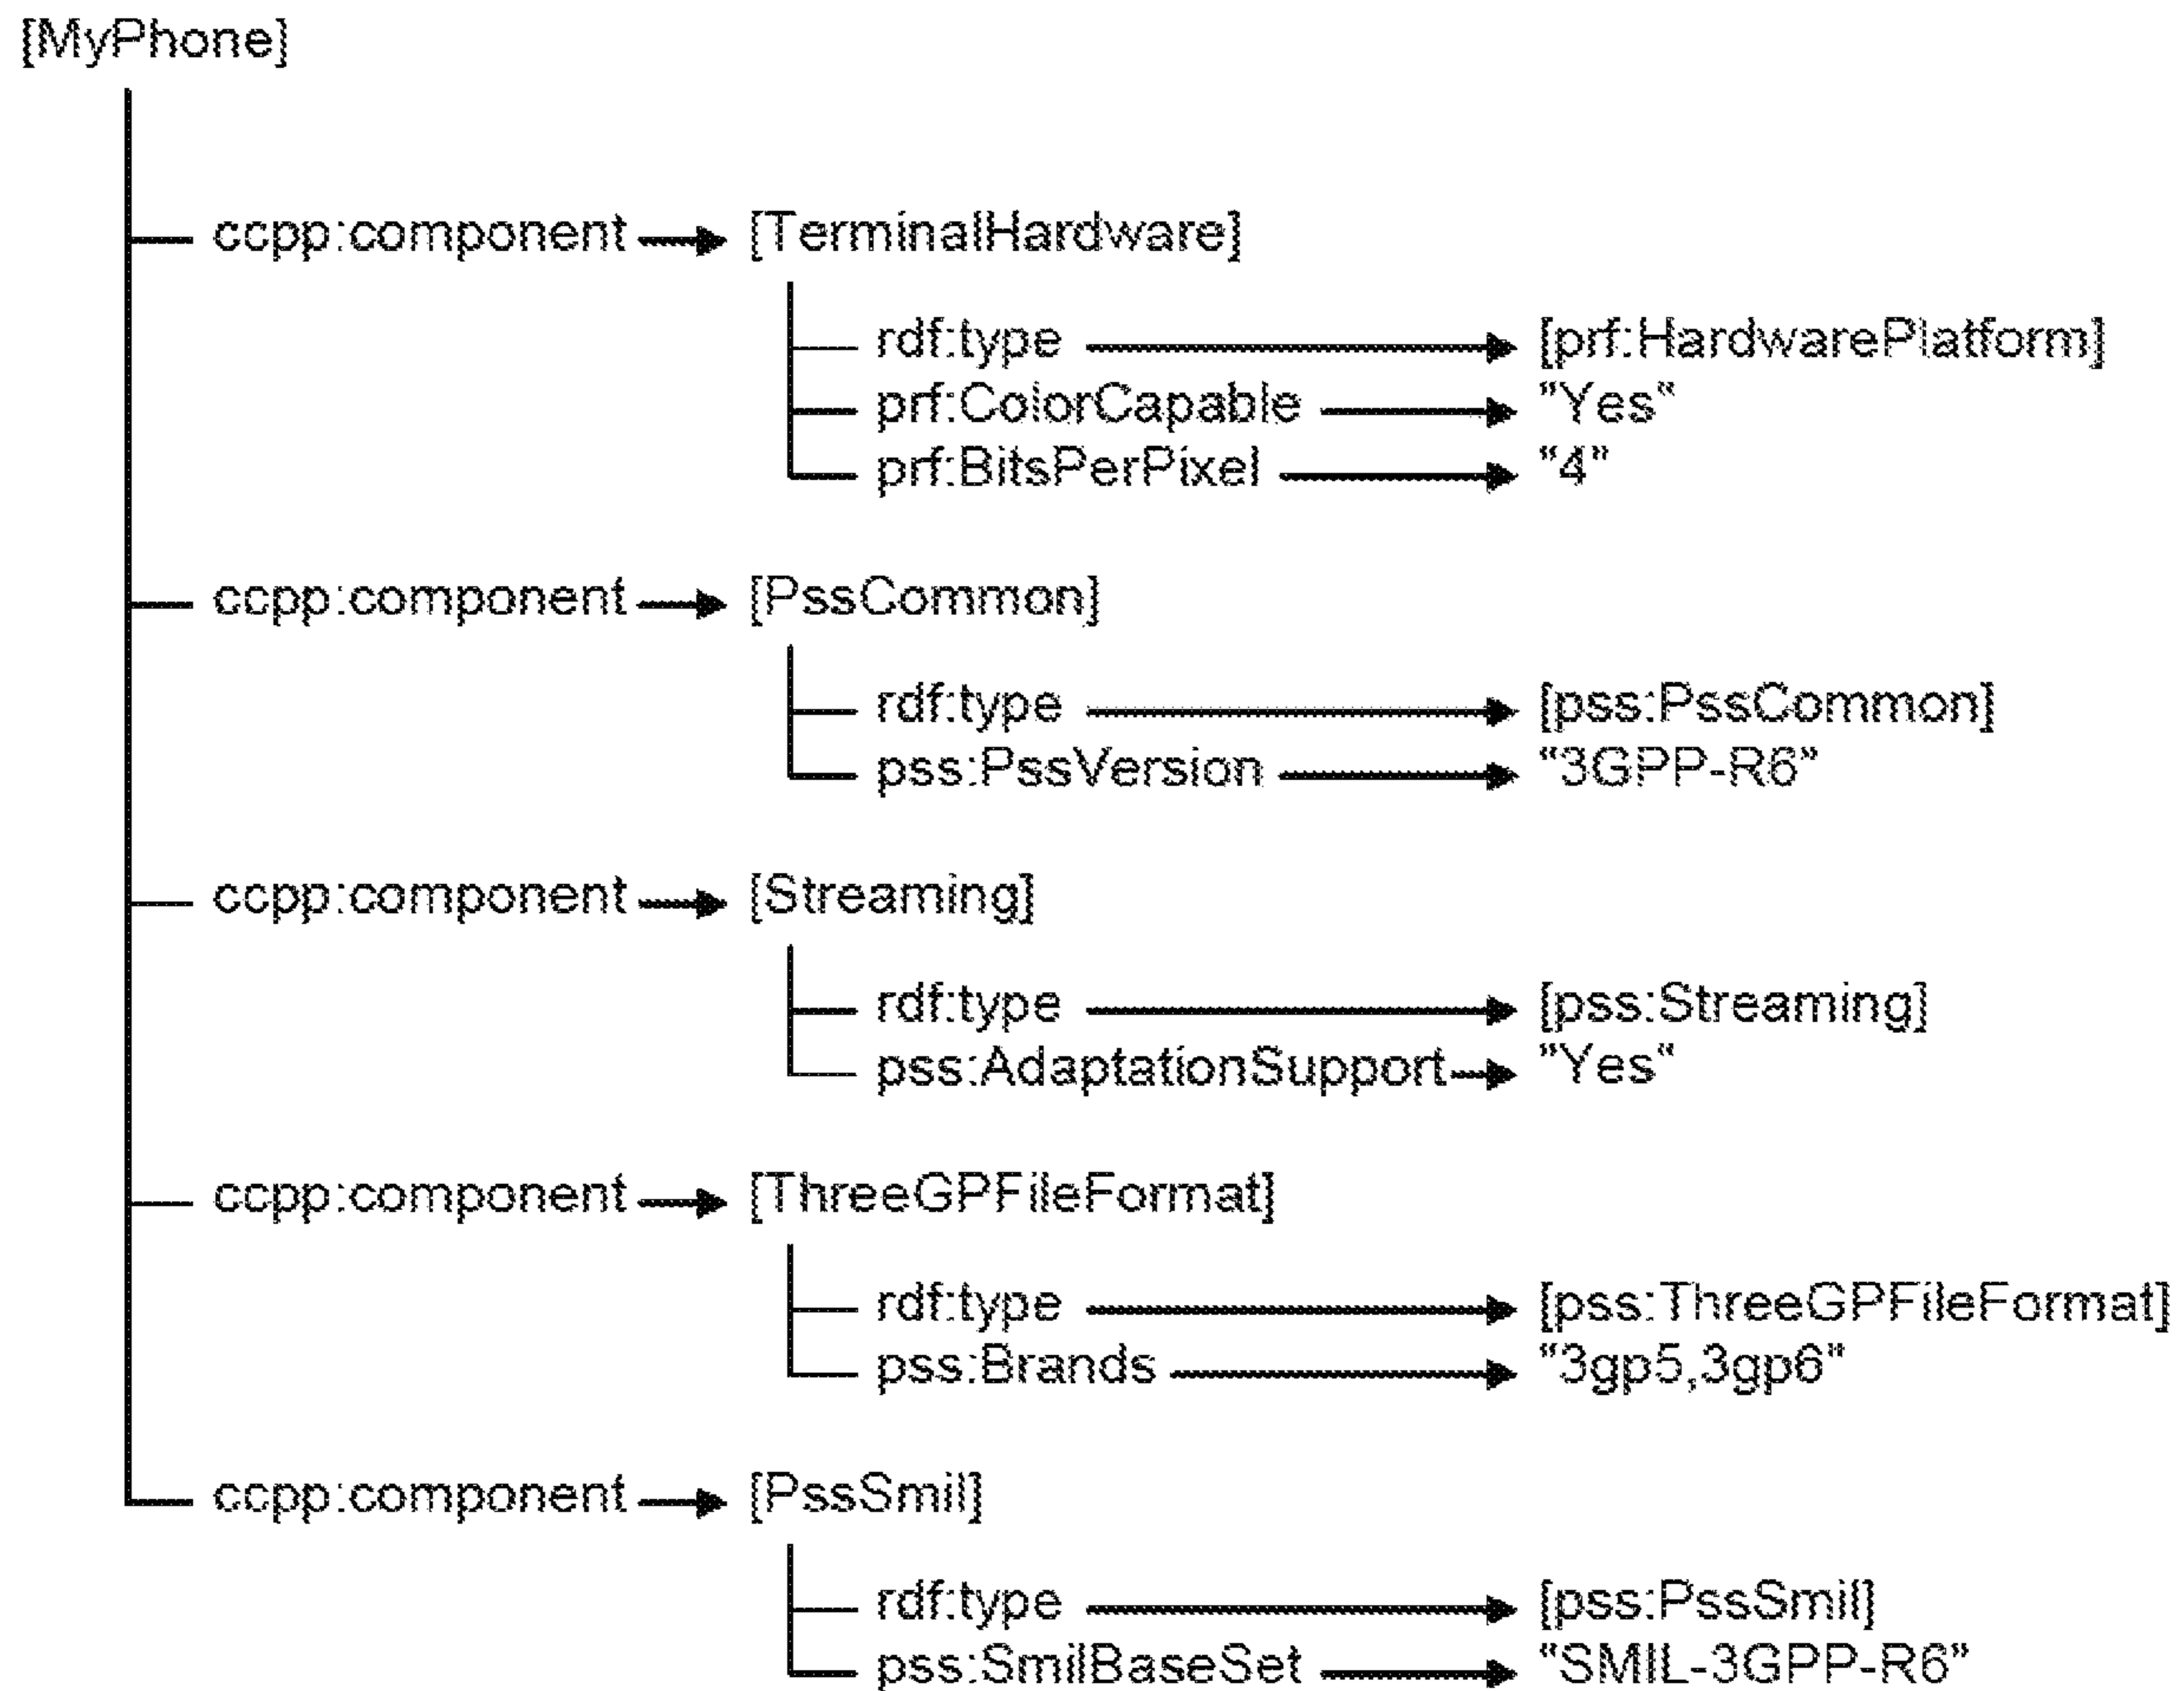 [MyPhone]
ccpp:component [TerminalHardware]
rdf:type [prf:HardwarePlatform]
prf:ColorCapable "Yes"
prf:BitsPerPixel "4"
ccpp:component [PssCommon]
rdf:type [pss:PssCommon]
pss:PssVersion "3GPP-R6"
ccpp:component [Streaming]
rdf:type [pss:Streaming]
pss:AdaptationSupport "Yes"
ccpp:component [ThreeGPFileFormat]
rdf:type [pss:ThreeGPFileFormat]
pss:Brands "3gp5,3gp6"
ccpp:component [PssSmil]
rdf:type [pss:PssSmil]
pss:SmilBaseSet "SMIL-3GPP-R6"